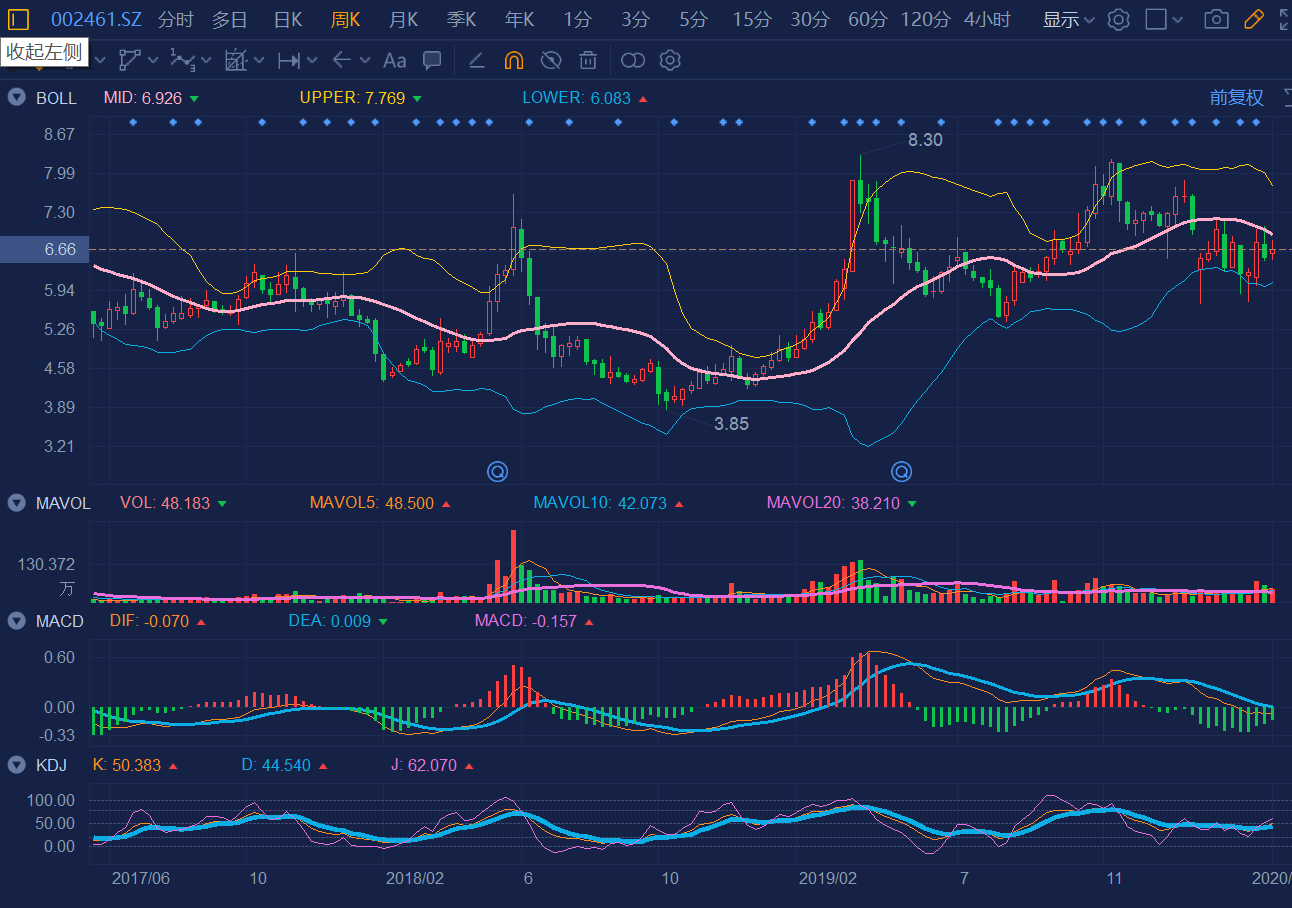 002461.SZ 分时 多日 日K 周K 月K 季K 年K 1分 3分 5分 15分 30分 60分 120分 4小时 显示
收起左侧
Aa
BOLL MID: 6.926 UPPER: 7.769 LOWER: 6.083 前复权
8.67
8.30
7.99
7.30
6.66
5.94
5.26
4.58
3.89
3.85
3.21
Q Q
MAVOL VOL: 48.183 MAVOL5: 48.500 MAVOL10: 42.073 MAVOL20: 38.210
130.372
万
MACD DIF: -0.070 DEA: 0.009 MACD: -0.157
0.60
0.00
-0.33
KDJ K: 50.383 D: 44.540 J: 62.070
100.00
50.00
0.00
2017/06 10 2018/02 6 10 2019/02 7 11 2020/